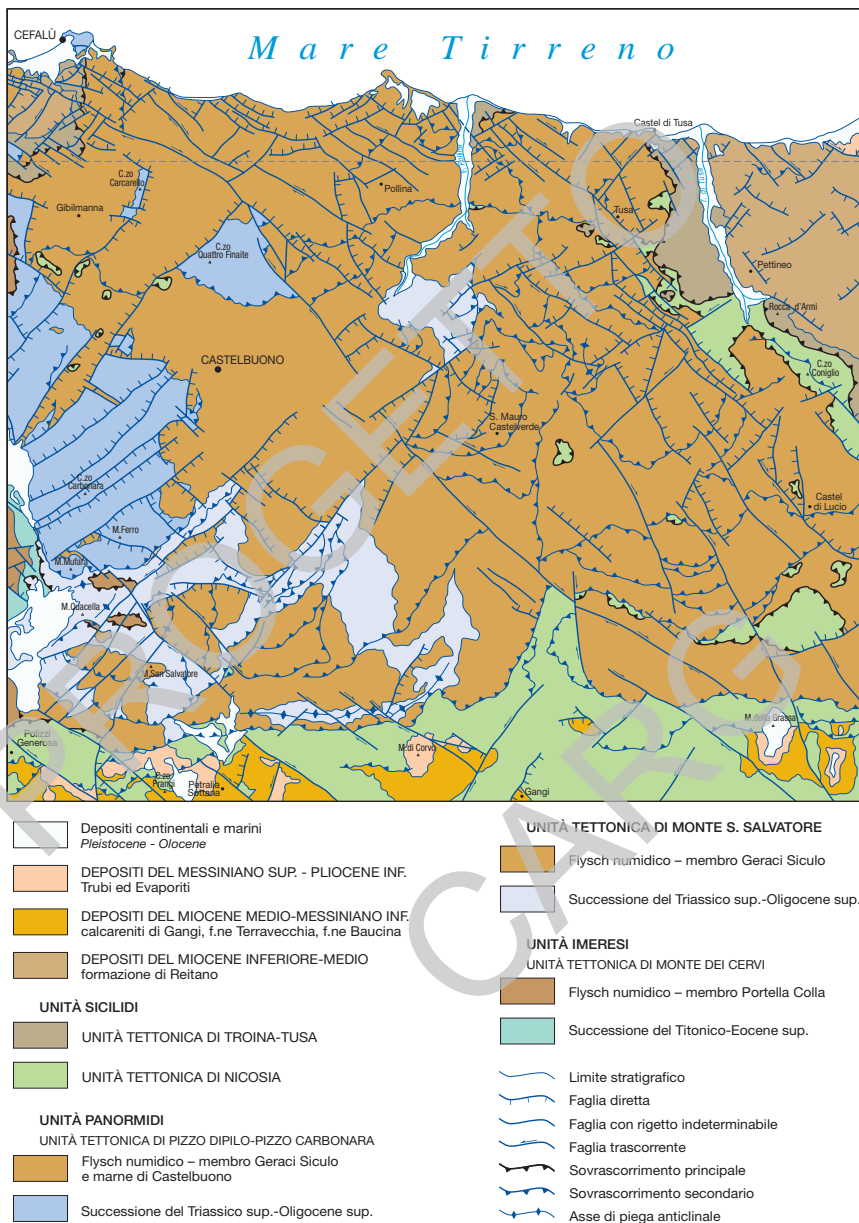 CEFALÙ
Mare Tirreno
Castel di Tusa
C.zo
Carcarello
Gibilmanna
Pollina
Tusa
C.zo
Quattro Finaite
Pettineo
Rocca d'Armi
CASTELBUONO
C.zo
Coniglio
S. Mauro
Castelverde
C.zo
Carbonara
Castel
di Lucio
M.Ferro
M.Mufara
M.Quacella
M.San Salvatore
M. della Grassa
Polizzi
Generosa
M.di Corvo
C.zo
Prangi
Petralia
Sottana
Gangi
PROGETTO
CARG
Depositi continentali e marini
Pleistocene - Olocene
DEPOSITI DEL MESSINIANO SUP. - PLIOCENE INF.
Trubi ed Evaporiti
DEPOSITI DEL MIOCENE MEDIO-MESSINIANO INF.
calcareniti di Gangi, f.ne Terravecchia, f.ne Baucina
DEPOSITI DEL MIOCENE INFERIORE-MEDIO
formazione di Reitano
UNITÀ SICILIDI
UNITÀ TETTONICA DI TROINA-TUSA
UNITÀ TETTONICA DI NICOSIA
UNITÀ PANORMIDI
UNITÀ TETTONICA DI PIZZO DIPILO-PIZZO CARBONARA
Flysch numidico – membro Geraci Siculo
e marne di Castelbuono
Successione del Triassico sup.-Oligocene sup.
UNITÀ TETTONICA DI MONTE S. SALVATORE
Flysch numidico – membro Geraci Siculo
Successione del Triassico sup.-Oligocene sup.
UNITÀ IMERESI
UNITÀ TETTONICA DI MONTE DEI CERVI
Flysch numidico – membro Portella Colla
Successione del Titonico-Eocene sup.
Limite stratigrafico
Faglia diretta
Faglia con rigetto indeterminabile
Faglia trascorrente
Sovrascorrimento principale
Sovrascorrimento secondario
Asse di piega anticlinale